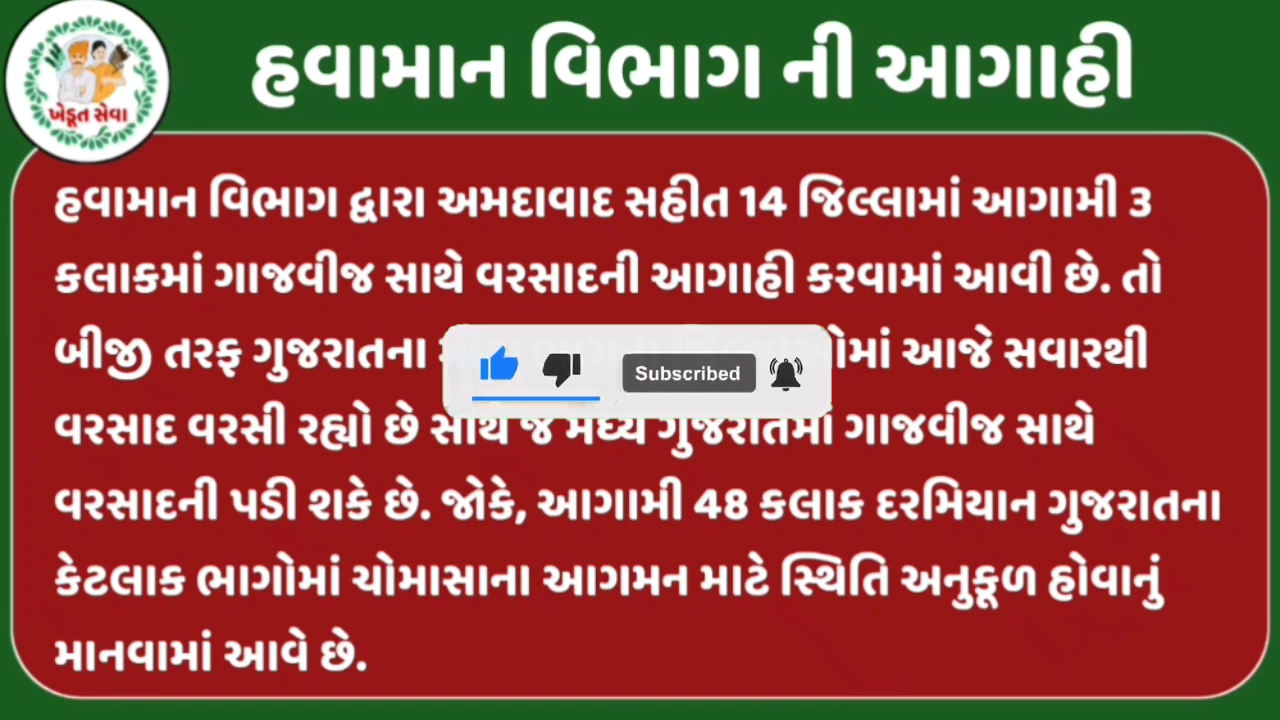 હવામાન વિભાગ ની આગાહી
ખેડૂત સેવા
હવામાન વિભાગ દ્વારા અમદાવાદ સહીત 14 જિલ્લામાં આગામી 3
કલાકમાં ગાજવીજ સાથે વરસાદની આગાહી કરવામાં આવી છે. તો
બીજી તરફ ગુજરાતના આજે સવારથી
Subscribed
વરસાદ વરસી રહ્યો છે સાથે જ મધ્ય ગુજરાતમાં ગાજવીજ સાથે
વરસાદની પડી શકે છે. જોકે, આગામી 48 કલાક દરમિયાન ગુજરાતના
કેટલાક ભાગોમાં ચોમાસાના આગમન માટે સ્થિતિ અનુકૂળ હોવાનું
માનવામાં આવે છે.